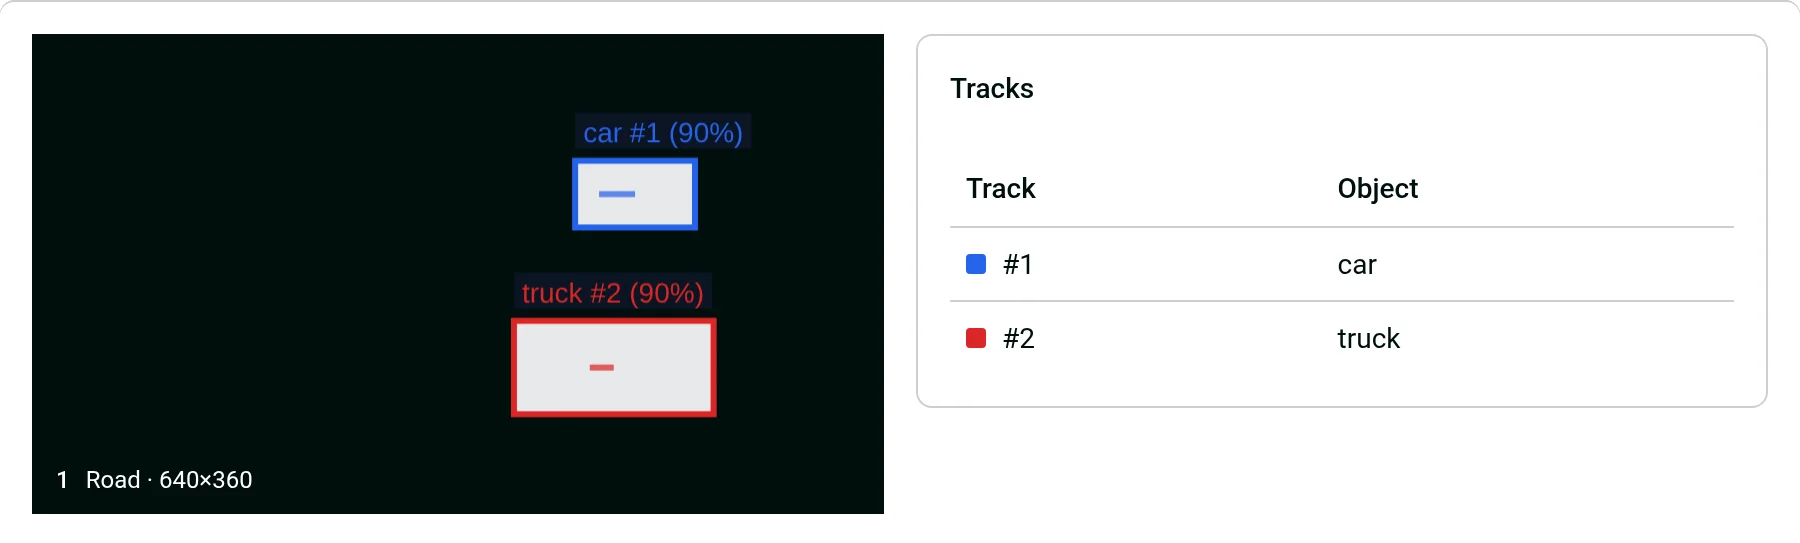 car #1 (90%)
truck #2 (90%)
1 Road · 640×360
Tracks
Track Object
#1 car
#2 truck